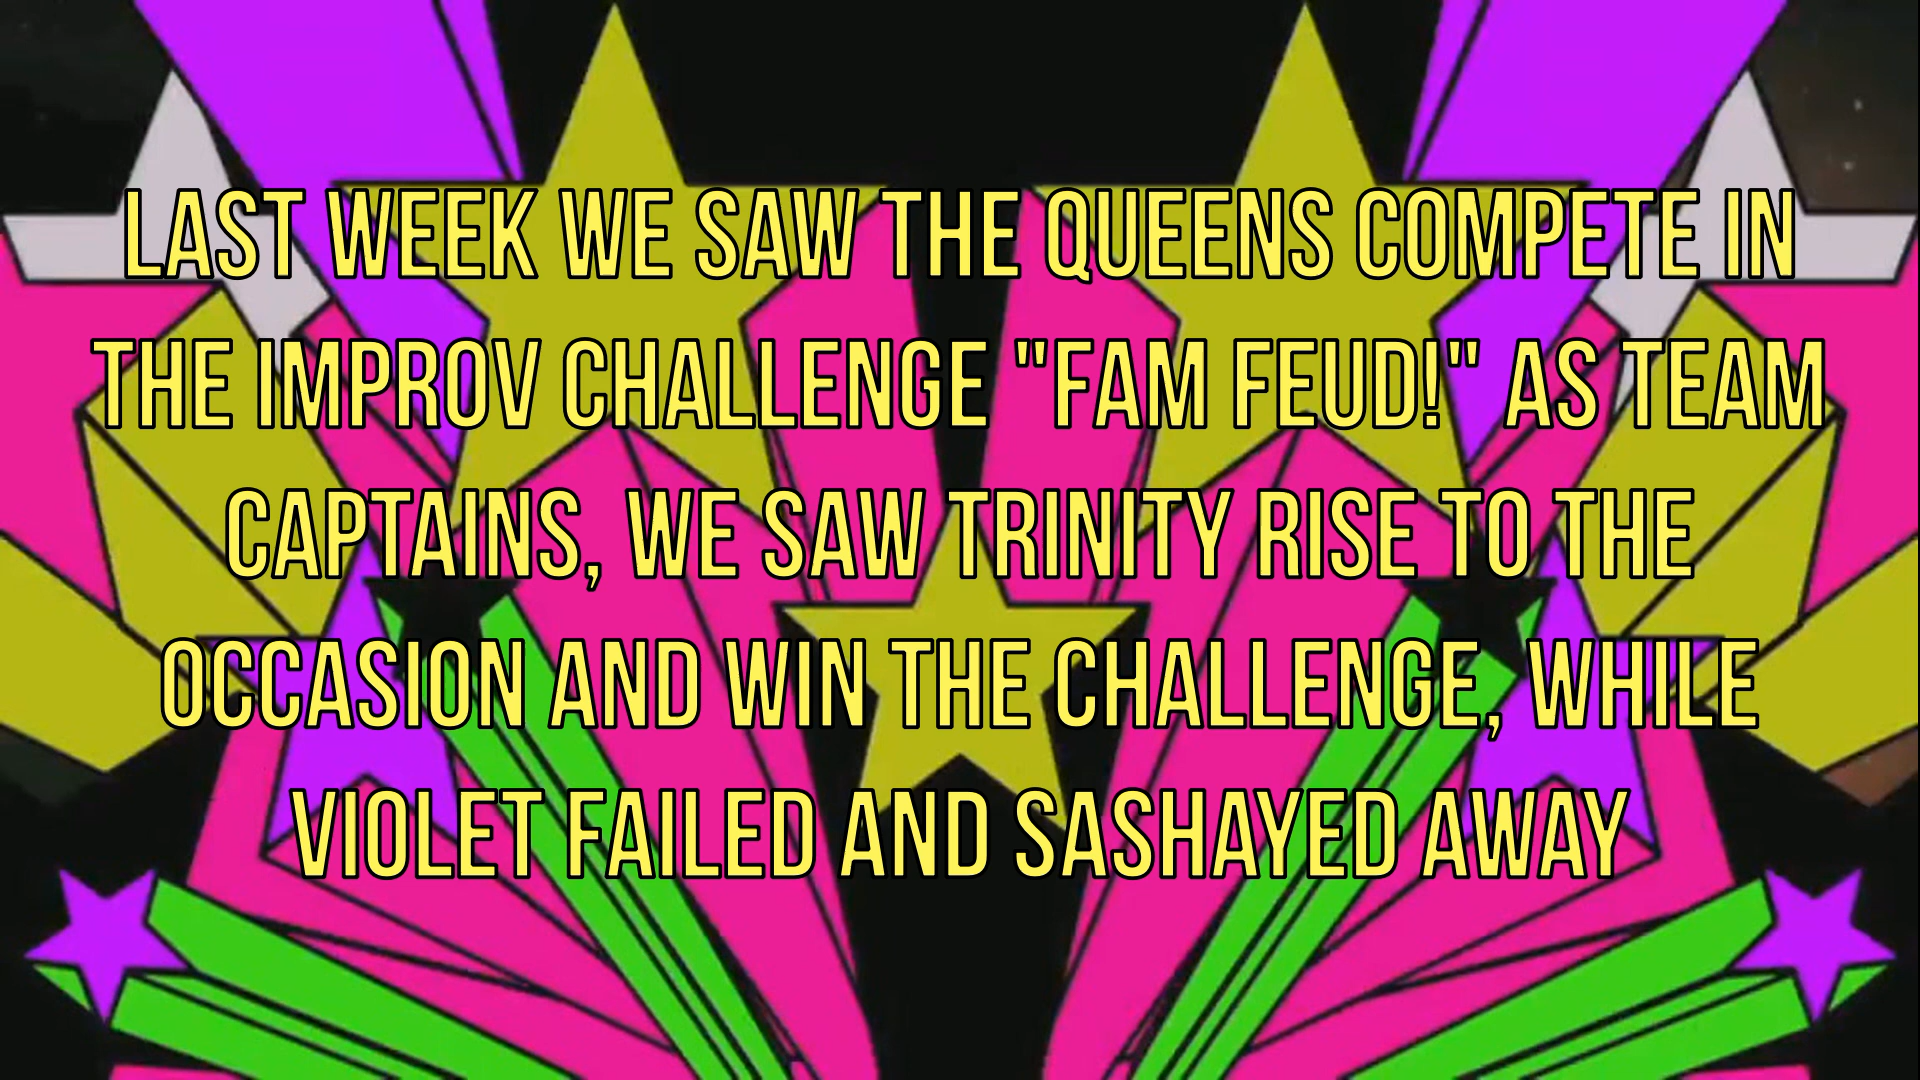 LAST WEEK WE SAW THE QUEENS COMPETE IN
THE IMPROV CHALLENGE "FAM FEUD!" AS TEAM
CAPTAINS, WE SAW TRINITY RISE TO THE
OCCASION AND WIN THE CHALLENGE, WHILE
VIOLET FAILED AND SASHAYED AWAY